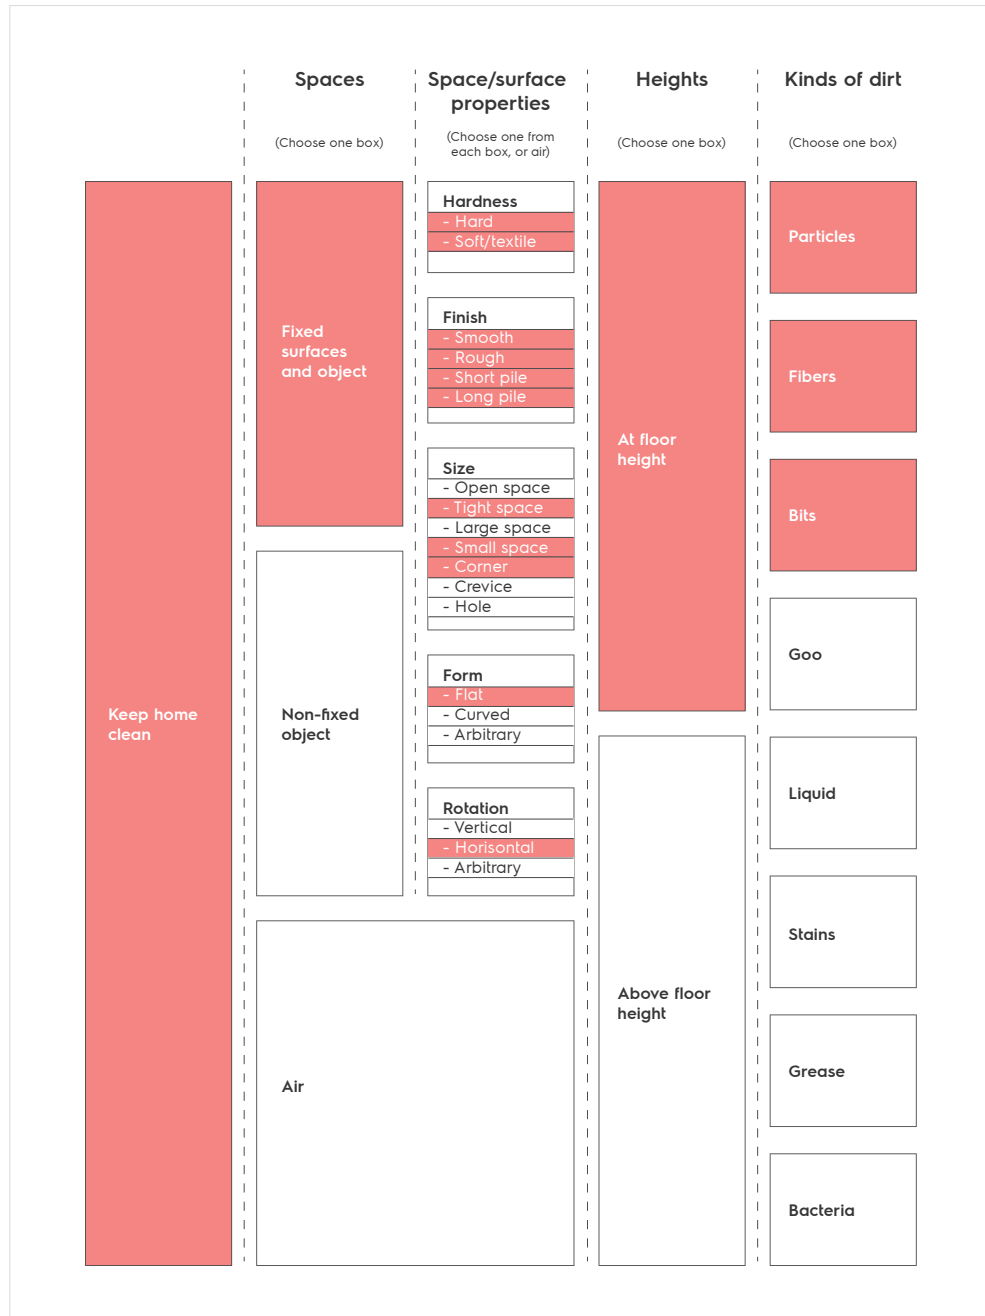 Spaces
(Choose one box)
Space/surface
properties
(Choose one from
each box, or air)
Heights
(Choose one box)
Kinds of dirt
(Choose one box)
Keep home
clean
Fixed
surfaces
and object
Non-fixed
object
Air
Hardness
- Hard
- Soft/textile
Finish
- Smooth
- Rough
- Short pile
- Long pile
Size
- Open space
- Tight space
- Large space
- Small space
- Corner
- Crevice
- Hole
Form
- Flat
- Curved
- Arbitrary
Rotation
- Vertical
- Horisontal
- Arbitrary
At floor
height
Above floor
height
Particles
Fibers
Bits
Goo
Liquid
Stains
Grease
Bacteria